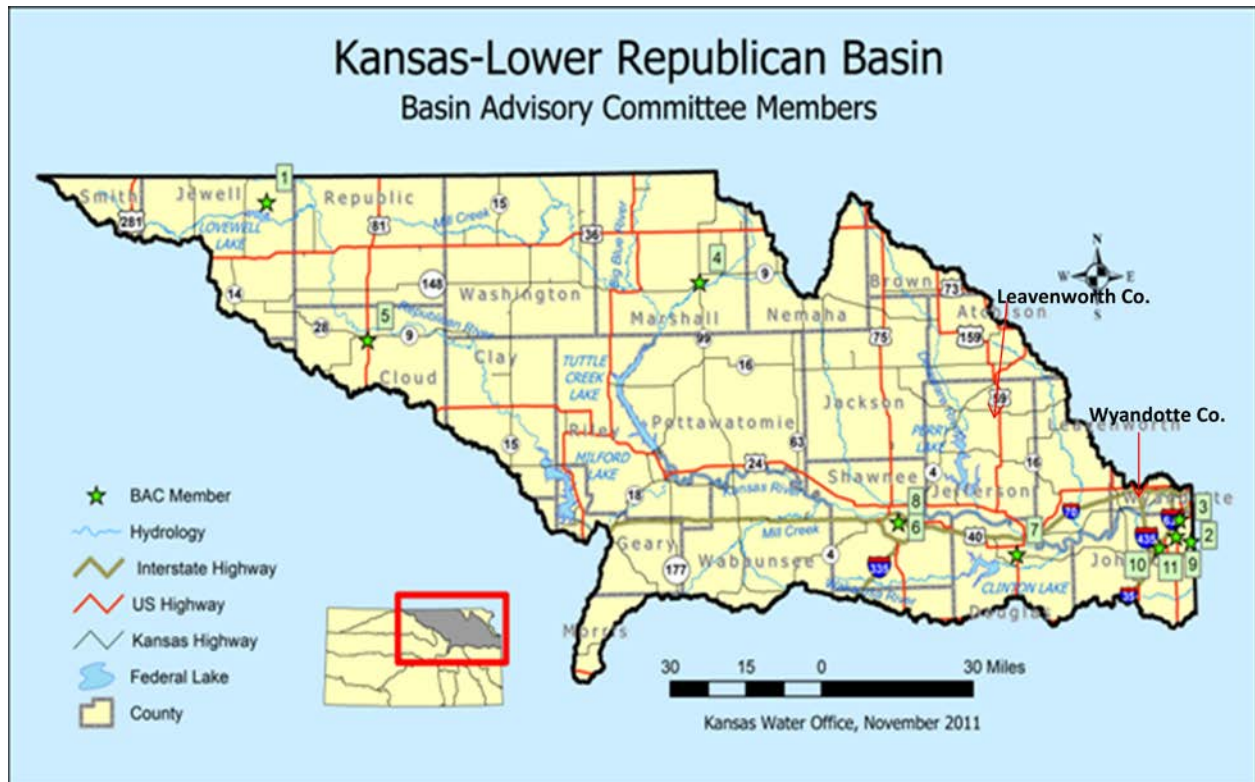 Kansas-Lower Republican Basin
Basin Advisory Committee Members
1
Smith
Jewell
Republic
281
LOVEWELL
LAKE
81
Mill Creek
15
36
Big Blue River
4
9
N
W E
S
Brown
73
Leavenworth Co.
14
148
Washington
Marshall
Nemaha
Atchison
5
28
Republican River
9
99
75
159
Cloud
Clay
TUTTLE
CREEK
LAKE
16
Jackson
59
Wyandotte Co.
Pottawatomie
Leavenworth
Riley
15
MILFORD
LAKE
63
PERRY
LAKE
16
24
Shawnee
4
Jefferson
18
Kansas River
8
70
Wyandotte
3
6
7
435
2
Geary
Mill Creek
40
177
Wabaunsee
4
335
10
11
9
CLINTON LAKE
35
Douglas
Morris
BAC Member
Hydrology
Interstate Highway
US Highway
Kansas Highway
Federal Lake
County
30 15 0 30 Miles
Kansas Water Office, November 2011